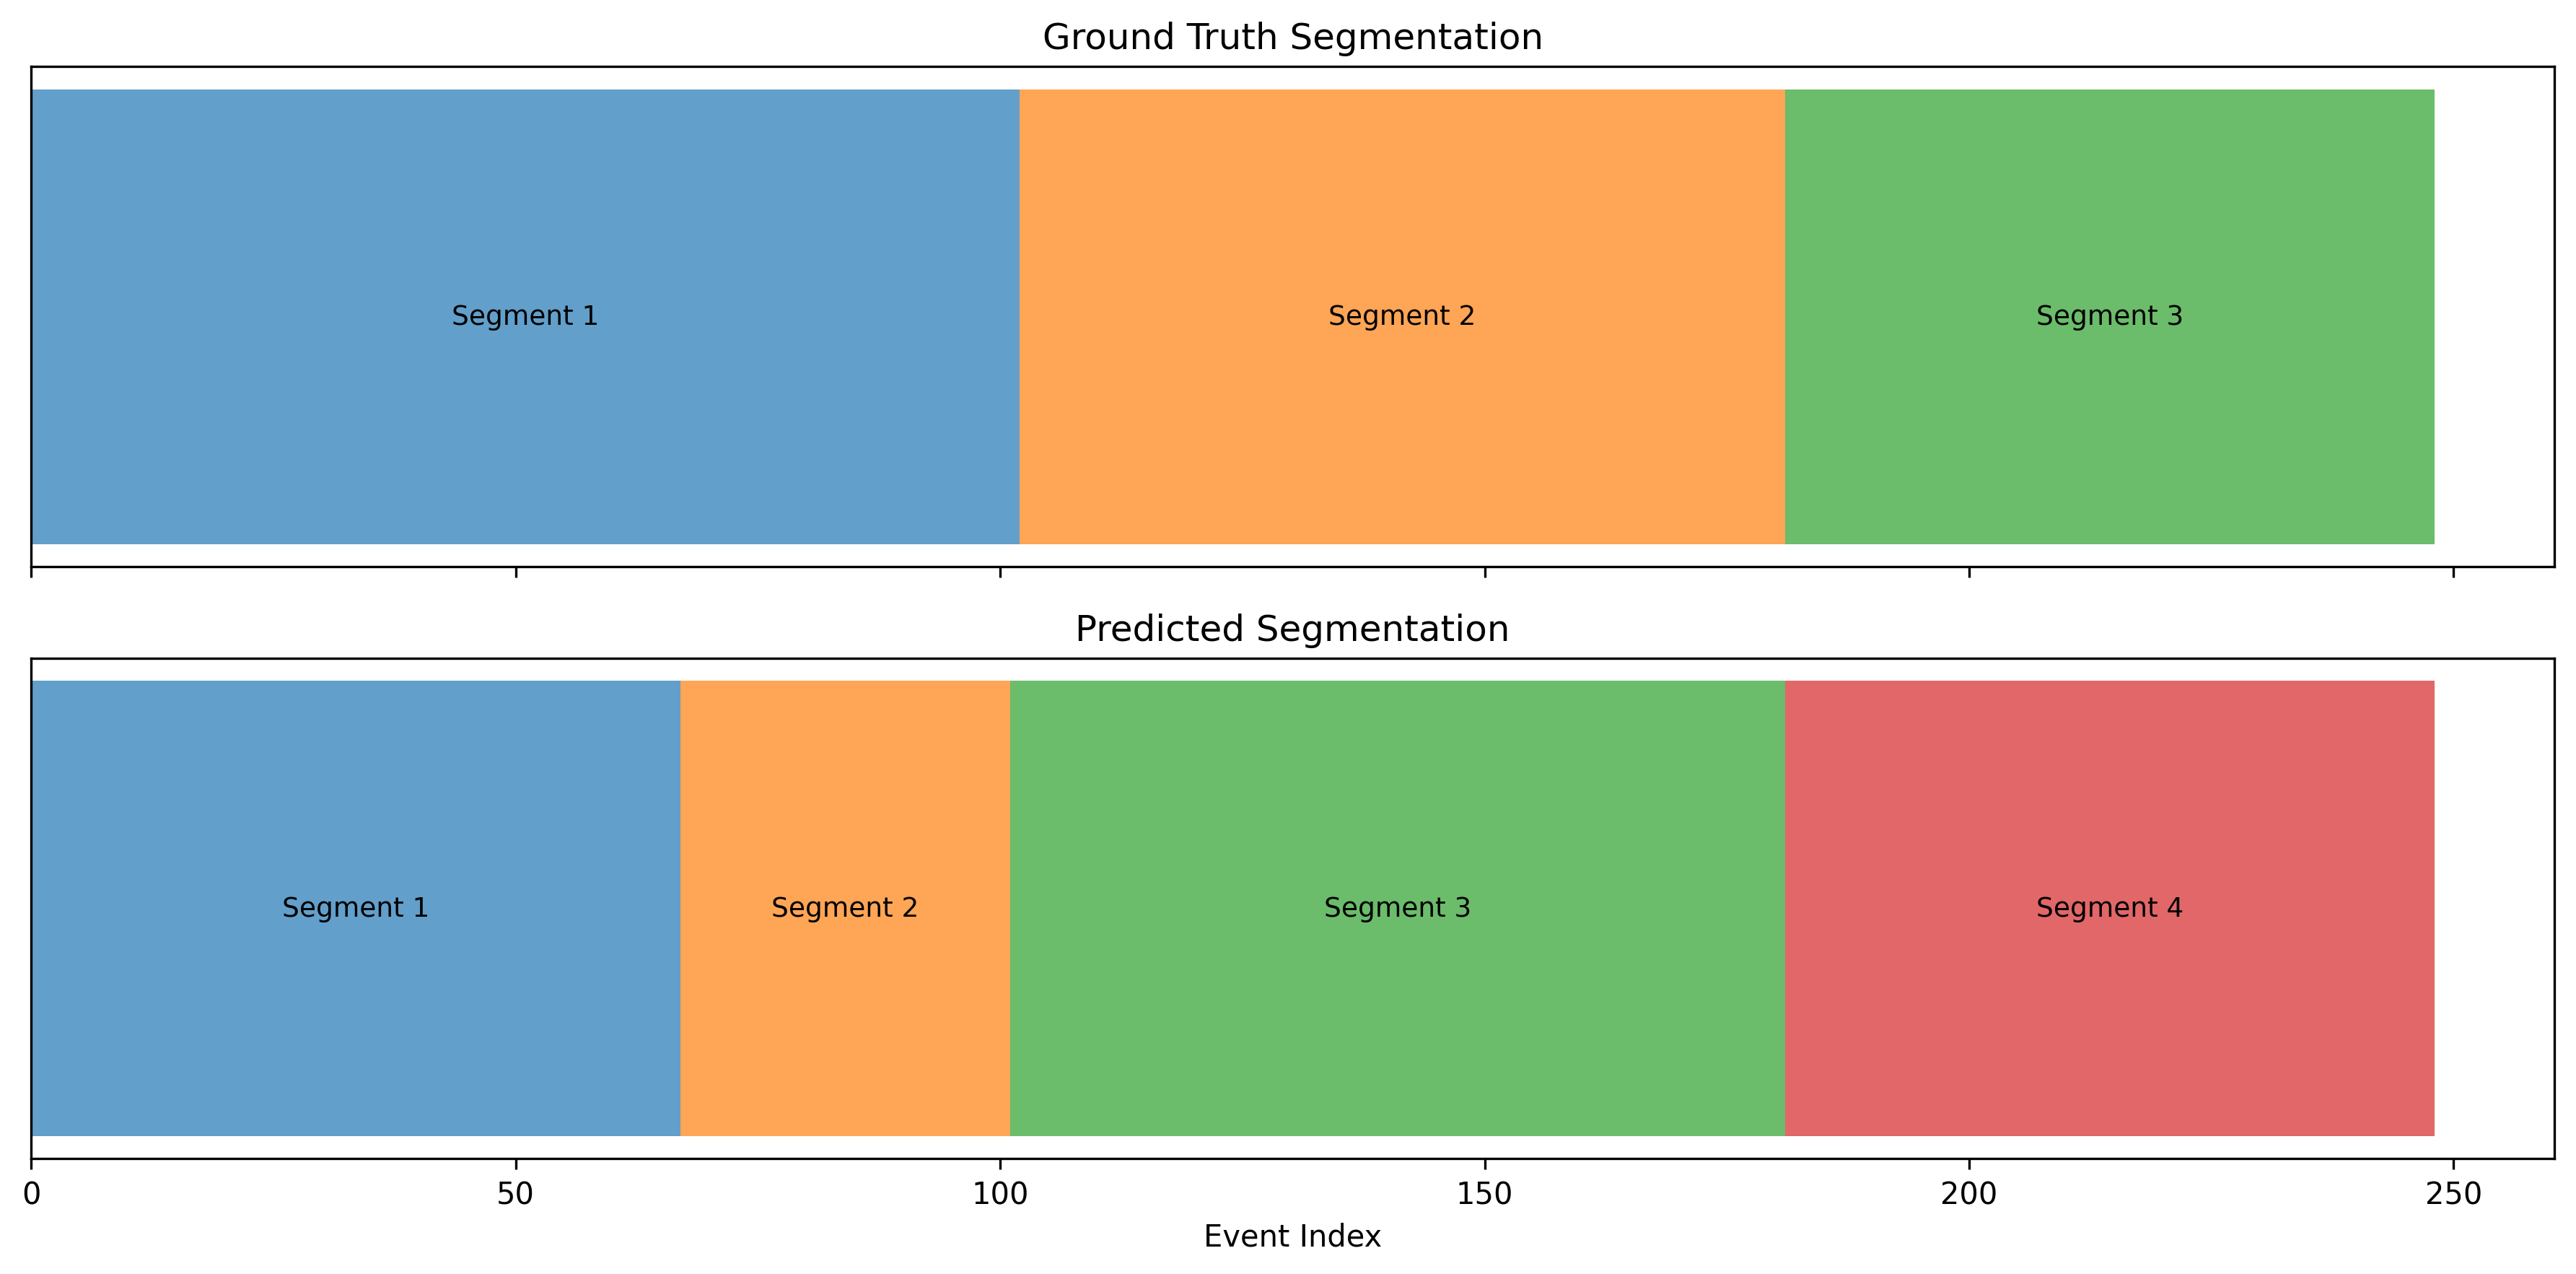 Ground Truth Segmentation
Segment 1 Segment 2 Segment 3
Predicted Segmentation
Segment 1 Segment 2 Segment 3 Segment 4
0 50 100 150 200 250
Event Index